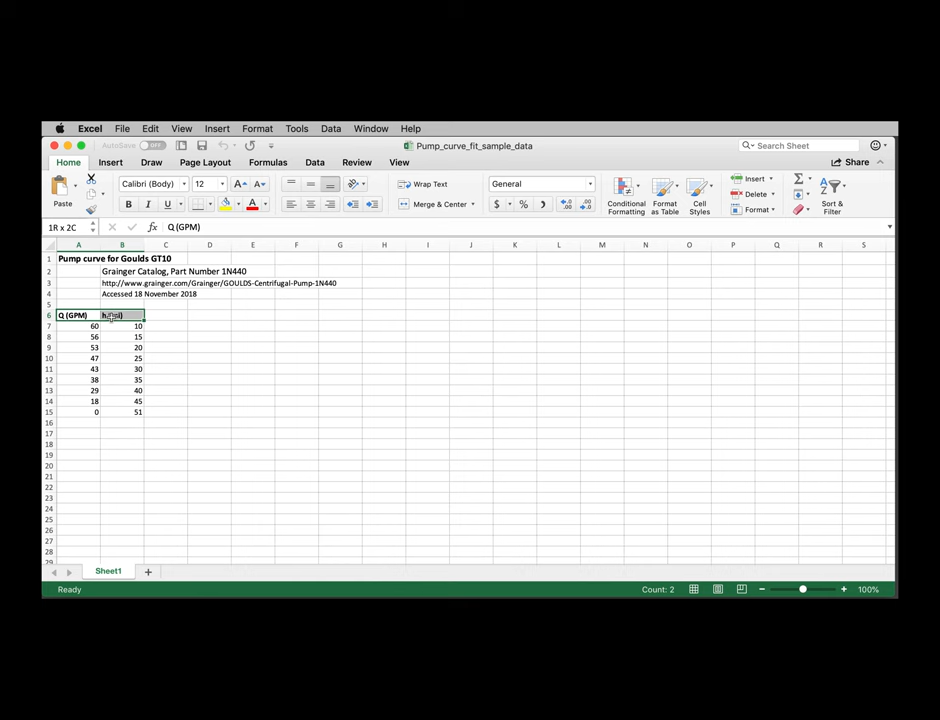 Excel File Edit View Insert Format Tools Data Window Help
AutoSave OFF Pump_curve_fit_sample_data Search Sheet
Home Insert Draw Page Layout Formulas Data Review View Share
Paste Calibri (Body) 12 A A Wrap Text General Conditional Formatting Format as Table Cell Styles Insert Delete Format Sort & Filter
B I U A Merge & Center $ % )
1R x 2C fx Q (GPM)
A B C D E F G H I J K L M N O P Q R S
1 Pump curve for Goulds GT10
2 Grainger Catalog, Part Number 1N440
3 http://www.grainger.com/Grainger/GOULDS-Centrifugal-Pump-1N440
4 Accessed 18 November 2018
5
6 Q (GPM)
7 60 10
8 56 15
9 53 20
10 47 25
11 43 30
12 38 35
13 29 40
14 18 45
15 0 51
16
17
18
19
20
21
22
23
24
25
26
27
28
29
Sheet1 +
Ready Count: 2 100%